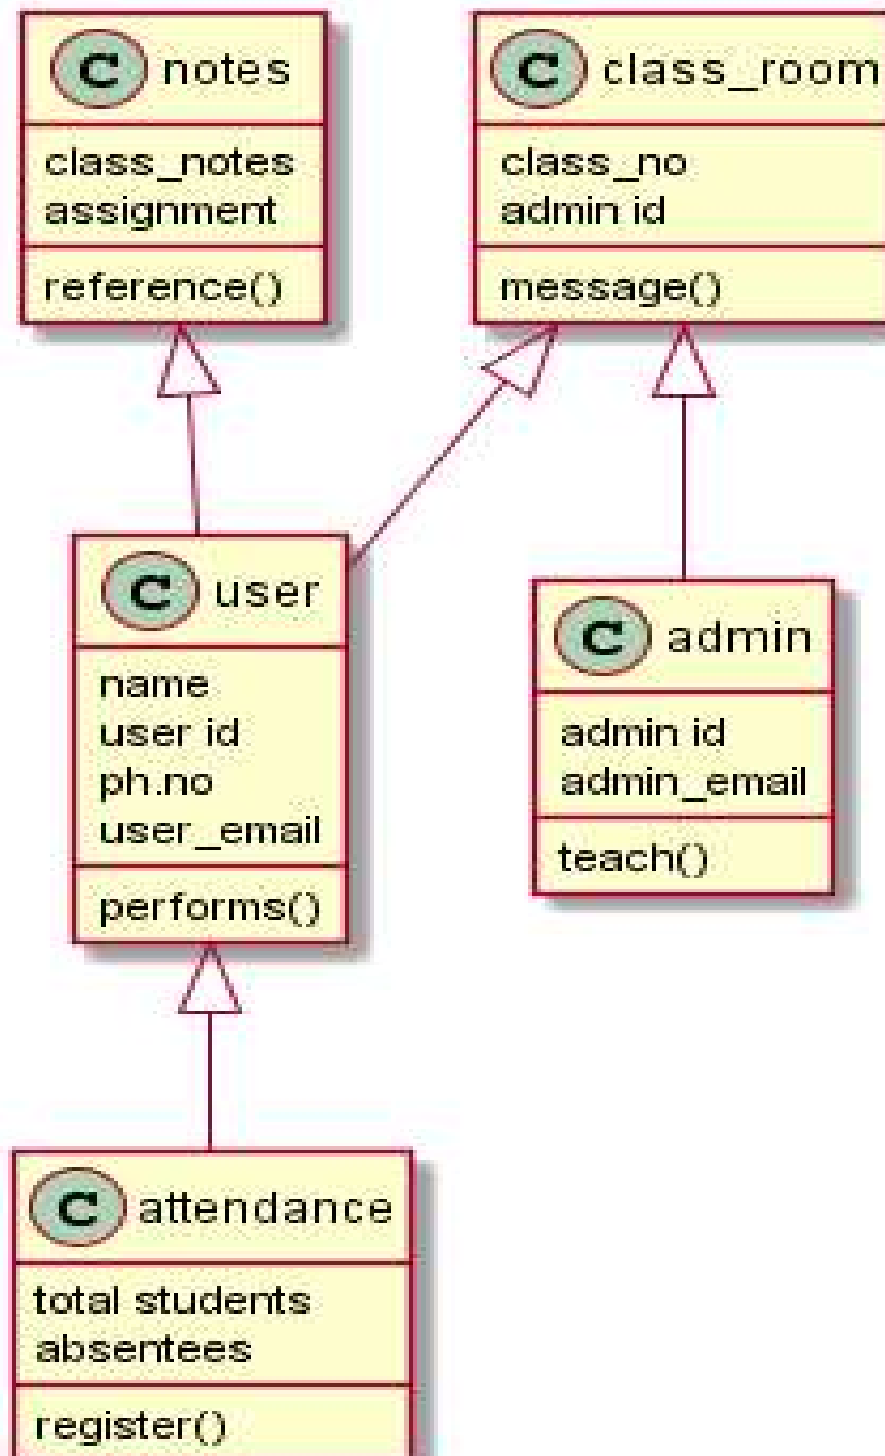 C notes
class_notes
assignment
reference()
C class_room
class_no
admin id
message()
C user
name
user id
ph.no
user_email
performs()
C admin
admin id
admin_email
teach()
C attendance
total students
absentees
register()